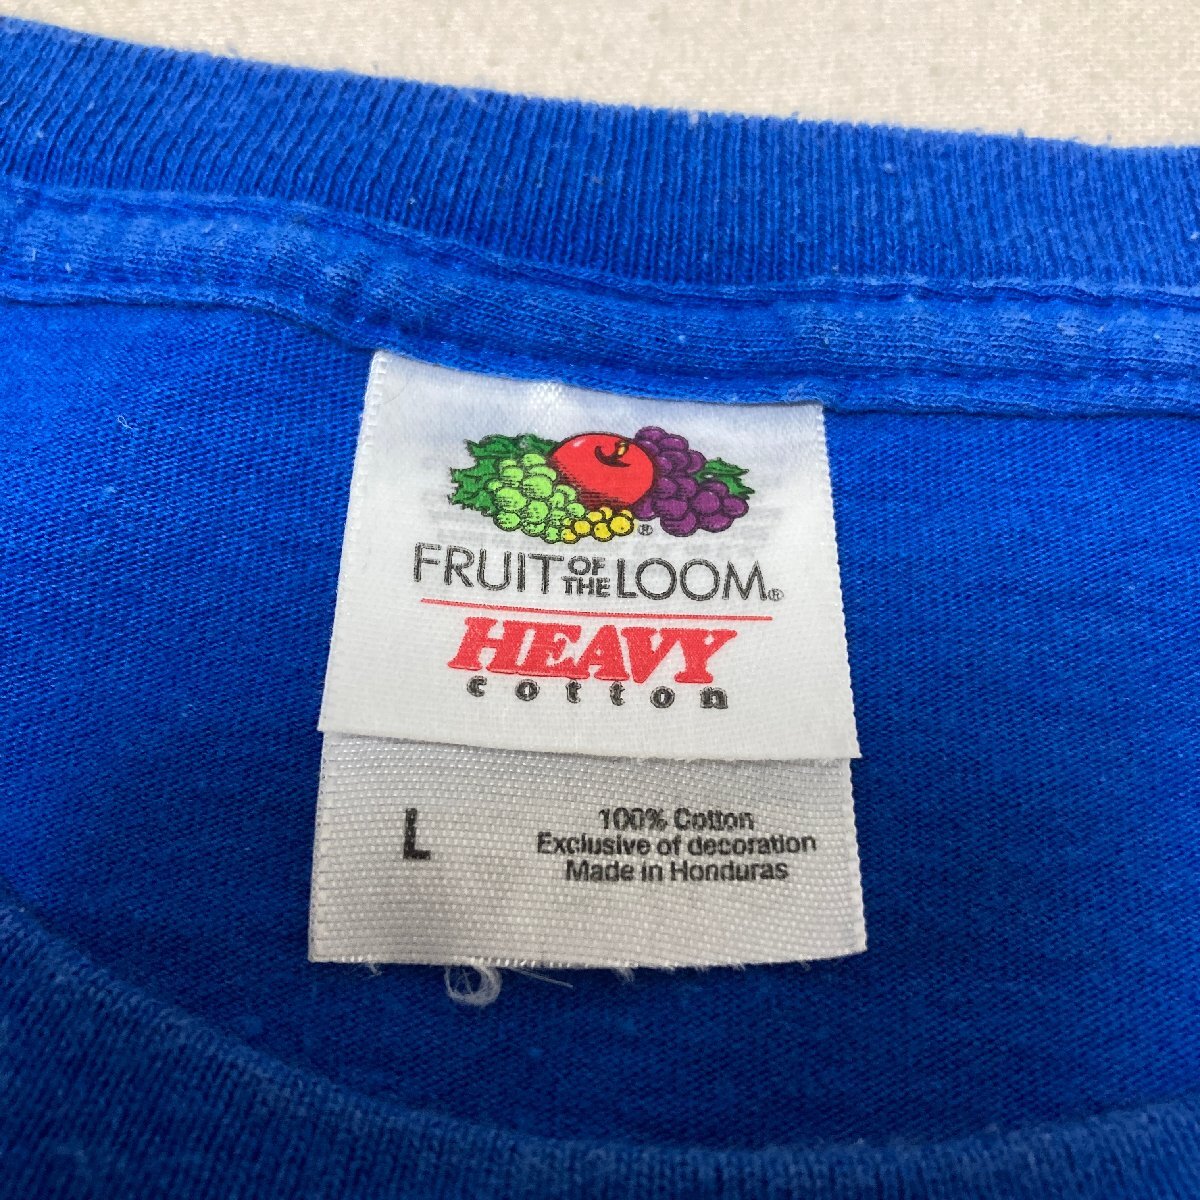 ®
FRUIT OF THE LOOM®
HEAVY
cotton
L
100% Cotton
Exclusive of decoration
Made in Honduras